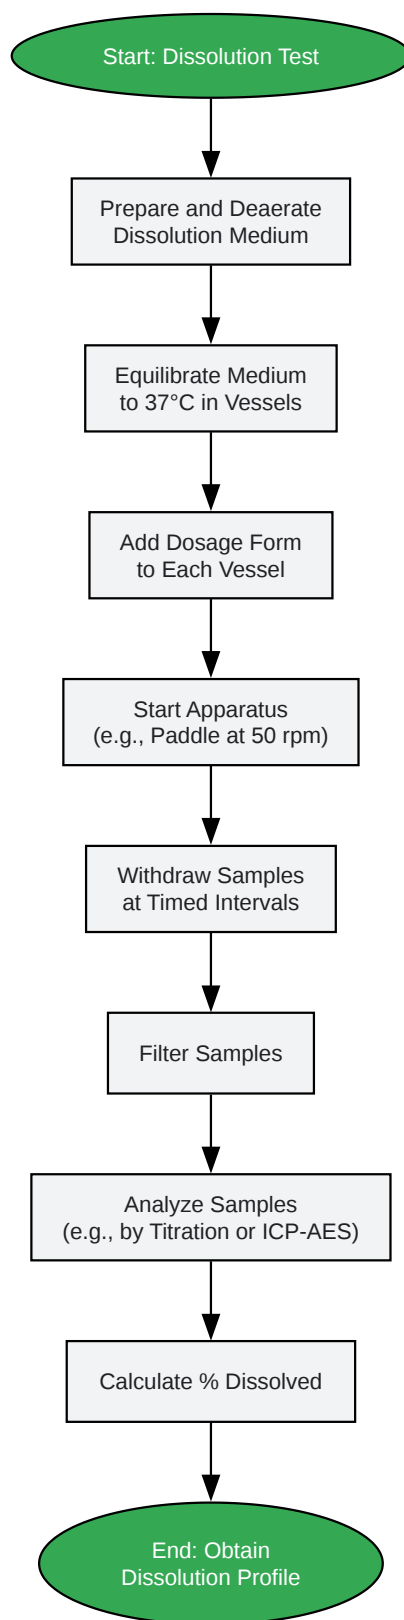 Start: Dissolution Test
Prepare and Deaerate
Dissolution Medium
Equilibrate Medium
to 37°C in Vessels
Add Dosage Form
to Each Vessel
Start Apparatus
(e.g., Paddle at 50 rpm)
Withdraw Samples
at Timed Intervals
Filter Samples
Analyze Samples
(e.g., by Titration or ICP-AES)
Calculate % Dissolved
End: Obtain
Dissolution Profile